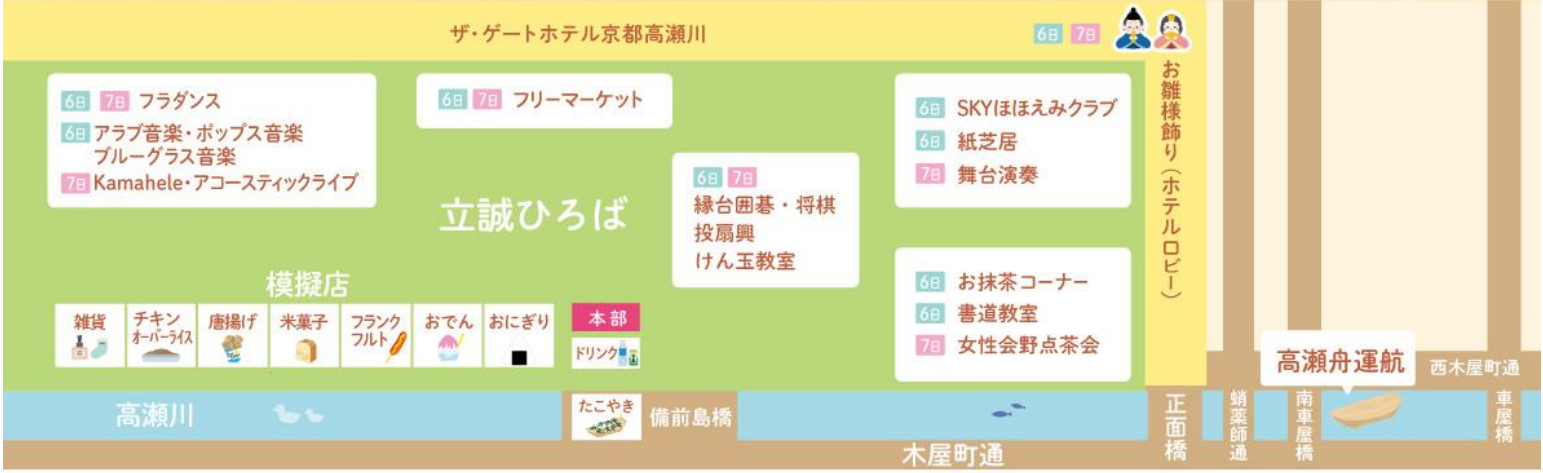 ザ・ゲートホテル京都高瀬川
6日 7日
お雛様飾り(ホテルロビー)
6日 7日 フラダンス
6日 アラブ音楽・ポップス音楽
ブルーグラス音楽
7日 Kamahele・アコースティックライブ
6日 7日 フリーマーケット
6日 7日
縁台囲碁・将棋
投扇興
けん玉教室
6日 SKYほほえみクラブ
6日 紙芝居
7日 舞台演奏
6日 お抹茶コーナー
6日 書道教室
7日 女性会野点茶会
立誠ひろば
模擬店
雑貨
チキン
オーバーライス
唐揚げ
米菓子
フランク
フルト
おでん
おにぎり
本部
ドリンク
高瀬川
たこやき
備前島橋
木屋町通
正面橋
蛸薬師通
南車屋橋
高瀬舟運航
西木屋町通
車屋橋